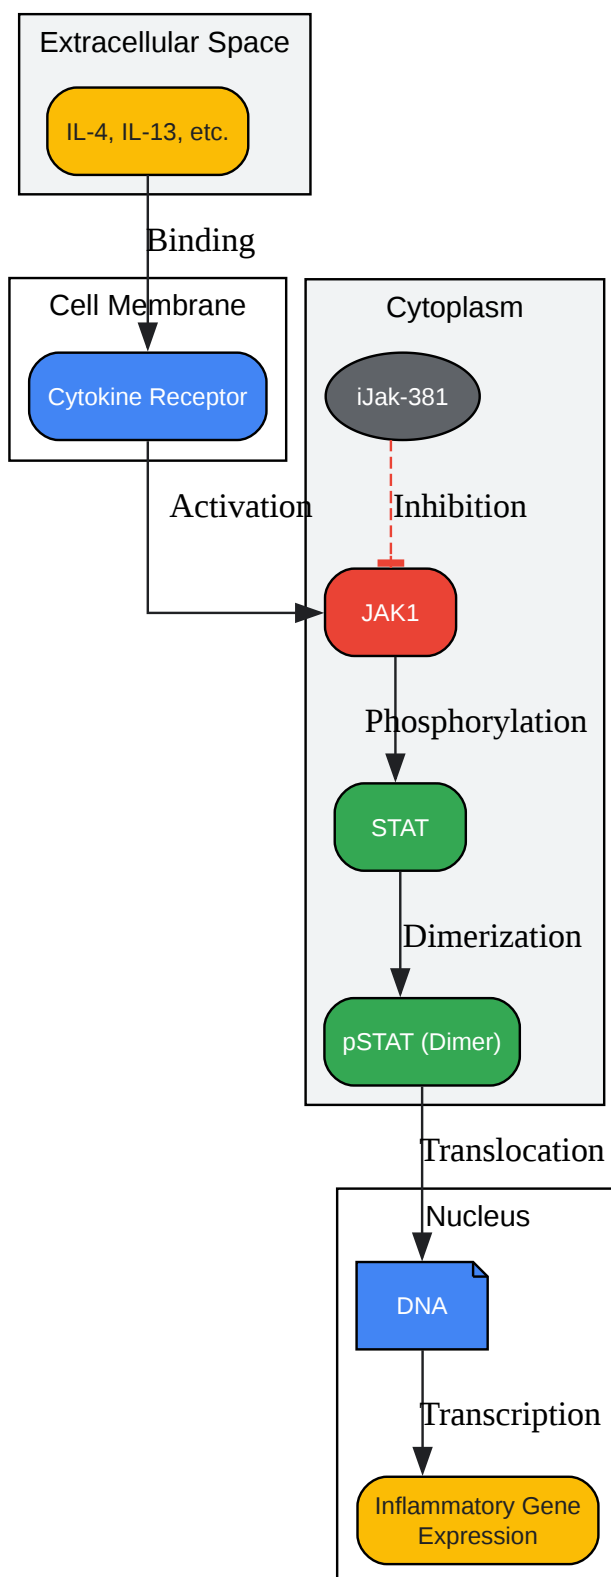 Extracellular Space
IL-4, IL-13, etc.
Binding
Cell Membrane
Cytokine Receptor
Activation
Cytoplasm
iJak-381
Inhibition
JAK1
Phosphorylation
STAT
Dimerization
pSTAT (Dimer)
Translocation
Nucleus
DNA
Transcription
Inflammatory Gene
Expression